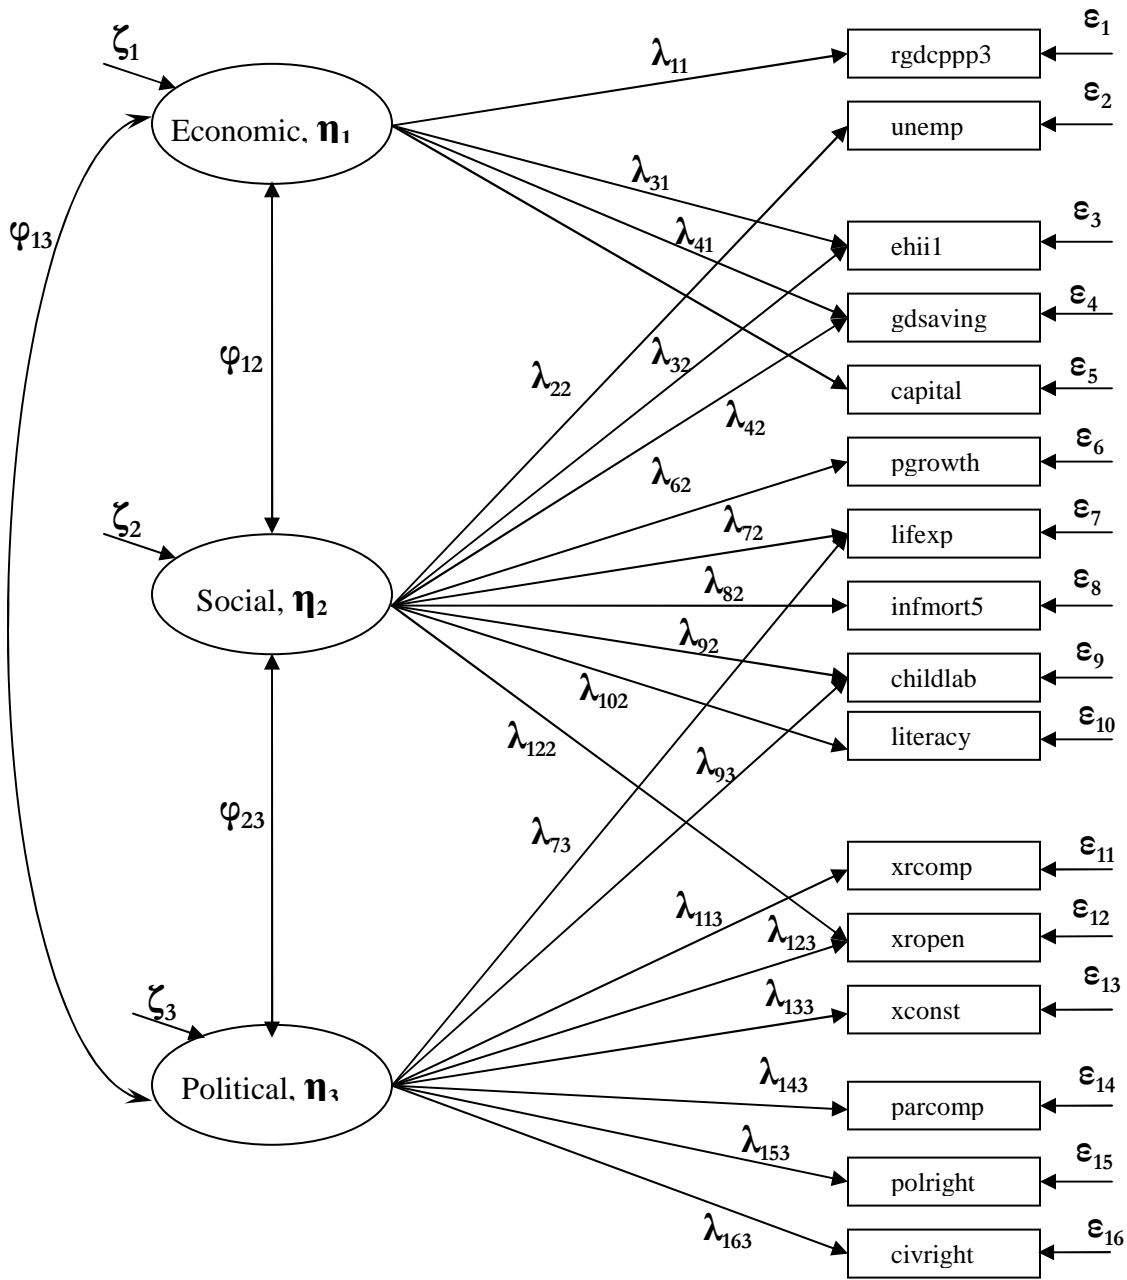 ζ1
λ11
rgdcppp3
ε1
Economic, η1
unemp
ε2
λ31
φ13
λ41
ehii1
ε3
gdsaving
ε4
φ12
λ32
λ22
capital
ε5
λ42
pgrowth
ε6
λ62
ζ2
λ72
lifexp
ε7
Social, η2
λ82
infmort5
ε8
λ92
childlab
ε9
λ102
literacy
ε10
λ122
λ93
φ23
λ73
xrcomp
ε11
λ113
λ123
xropen
ε12
ζ3
λ133
xconst
ε13
Political, η3
λ143
parcomp
ε14
λ153
polright
ε15
λ163
civright
ε16